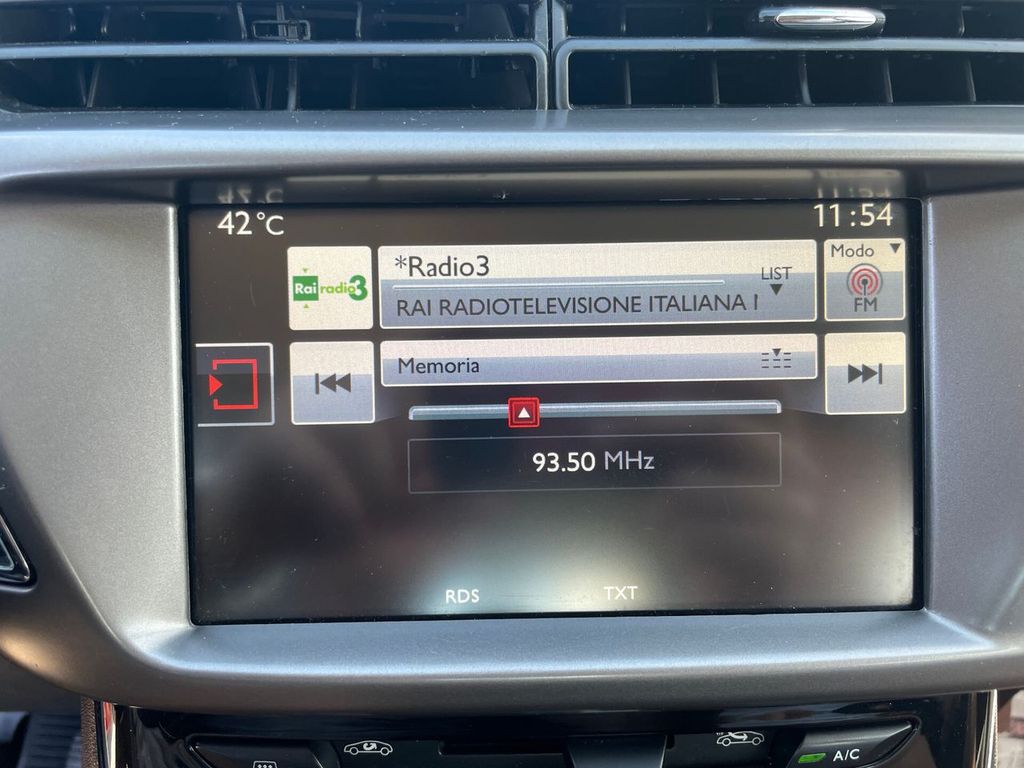 42 °C
11:54
Rai radio3
*Radio3
LIST
RAI RADIOTELEVISIONE ITALIANA
Modo
FM
Memoria
93.50 MHz
RDS
TXT
A/C